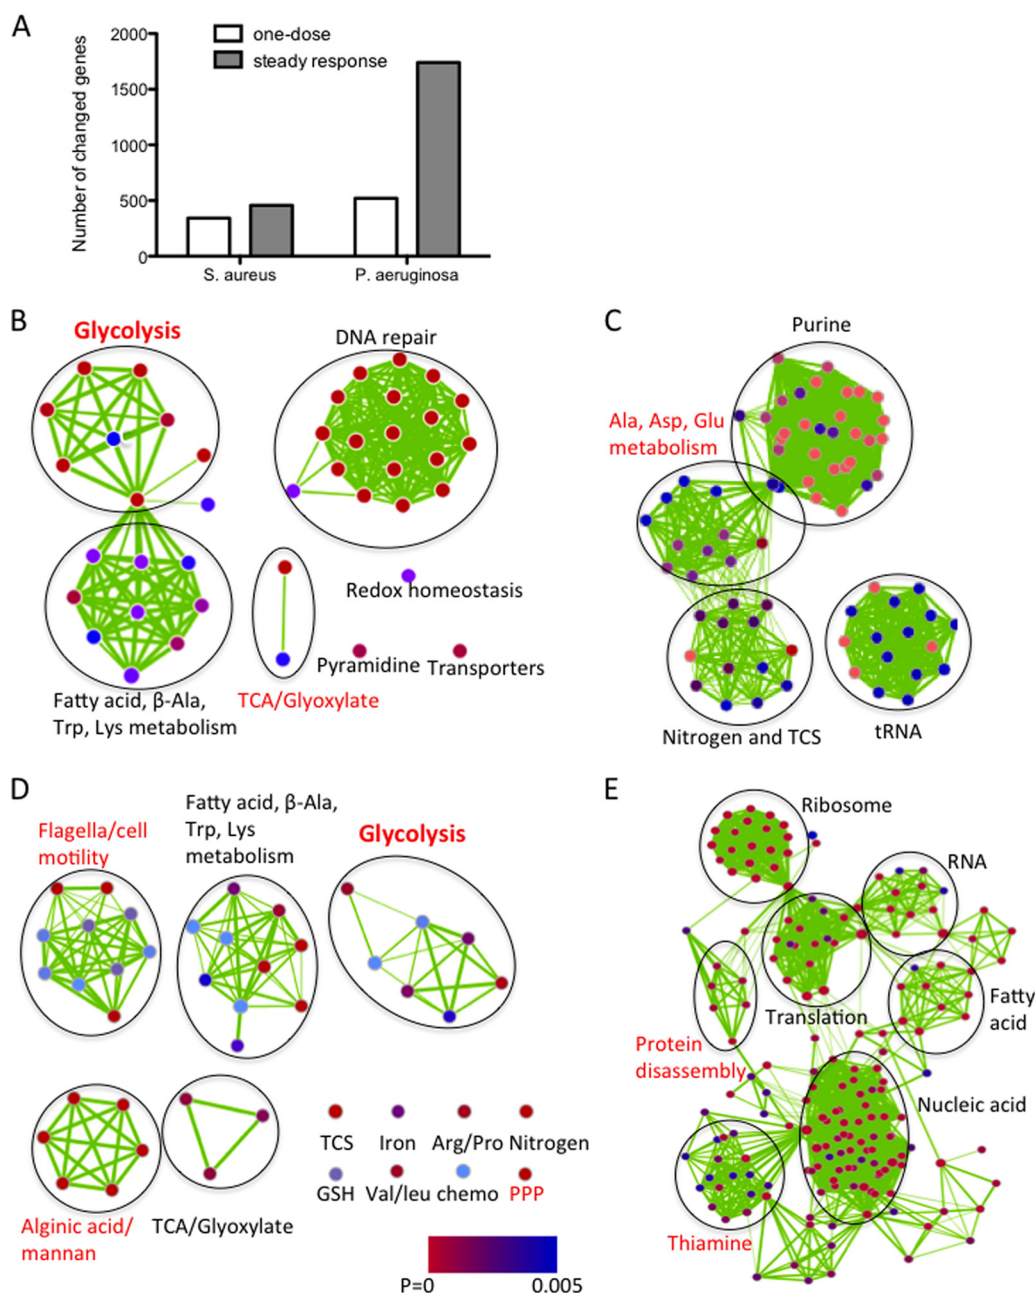 A
2000
1500
1000
500
0
Number of changed genes
one-dose
steady response
S. aureus
P. aeruginosa
B
Glycolysis
DNA repair
Redox homeostasis
Pyramidine
Transporters
Fatty acid, β-Ala,
Trp, Lys metabolism
TCA/Glyoxylate
C
Purine
Ala, Asp, Glu
metabolism
Nitrogen and TCS
tRNA
D
Flagella/cell
motility
Fatty acid, β-Ala,
Trp, Lys
metabolism
Glycolysis
Alginic acid/
mannan
TCA/Glyoxylate
TCS
Iron
Arg/Pro
Nitrogen
GSH
Val/leu
chemo
PPP
P=0
0.005
E
Ribosome
RNA
Translation
Fatty
acid
Protein
disassembly
Nucleic acid
Thiamine